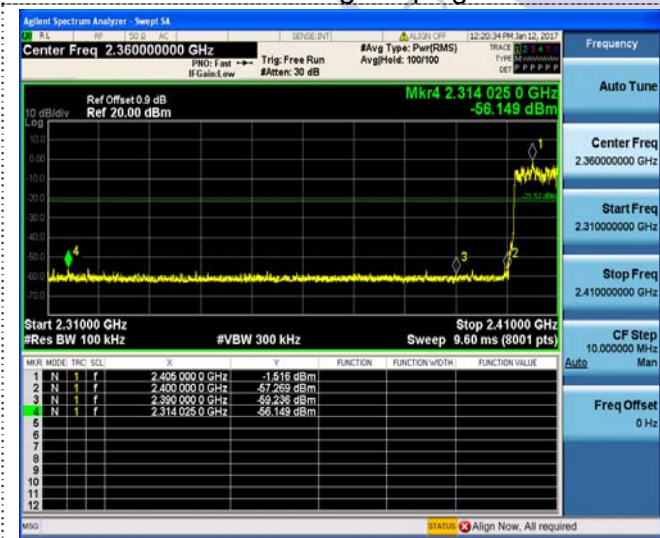 Agilent Spectrum Analyzer - Swept SA
RL RF 50 Ω AC SENSE:INT ALIGN OFF 12:20:34 PM Jan 12, 2017
Center Freq 2.360000000 GHz
PNO: Fast
IFGain:Low
Trig: Free Run
#Atten: 30 dB
#Avg Type: Pwr(RMS)
Avg|Hold: 100/100
TRACE 1 2 3 4 5 6
TYPE MWWWWW
DET P P P P P P
Ref Offset 0.9 dB
10 dB/div Ref 20.00 dBm
Log
Mkr4 2.314 025 0 GHz
-56.149 dBm
10.0
0.00
-10.0
-20.0
-30.0
-40.0
-50.0
-60.0
-70.0
1
2
3
4
Start 2.31000 GHz Stop 2.41000 GHz
#Res BW 100 kHz #VBW 300 kHz Sweep 9.60 ms (8001 pts)
MKR MODE TRC SCL X Y FUNCTION FUNCTION WIDTH FUNCTION VALUE
1 N 1 f 2.405 000 0 GHz -1.516 dBm
2 N 1 f 2.400 000 0 GHz -57.269 dBm
3 N 1 f 2.390 000 0 GHz -59.236 dBm
4 N 1 f 2.314 025 0 GHz -56.149 dBm
5
6
7
8
9
10
11
12
MSG STATUS Align Now, All required
Frequency
Auto Tune
Center Freq
2.360000000 GHz
Start Freq
2.310000000 GHz
Stop Freq
2.410000000 GHz
CF Step
10.000000 MHz
Auto Man
Freq Offset
0 Hz